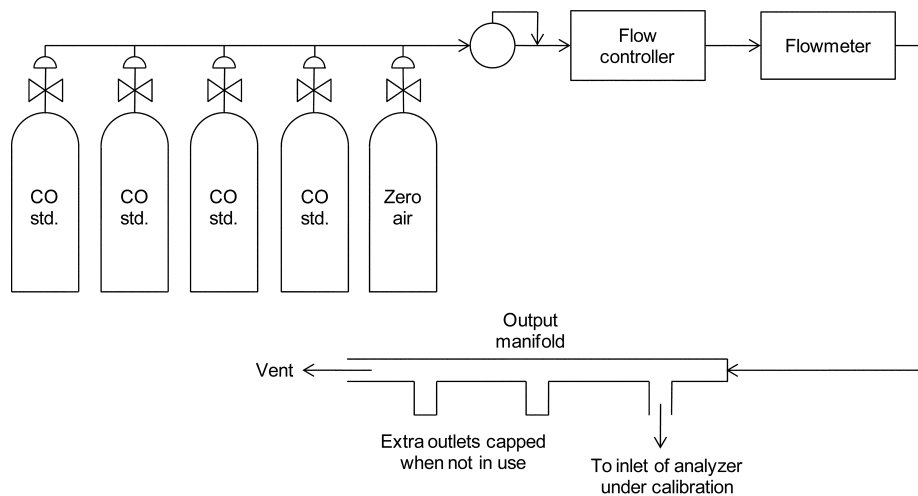 Flow
controller
Flowmeter
CO
std.
CO
std.
CO
std.
CO
std.
Zero
air
Output
manifold
Vent
Extra outlets capped
when not in use
To inlet of analyzer
under calibration